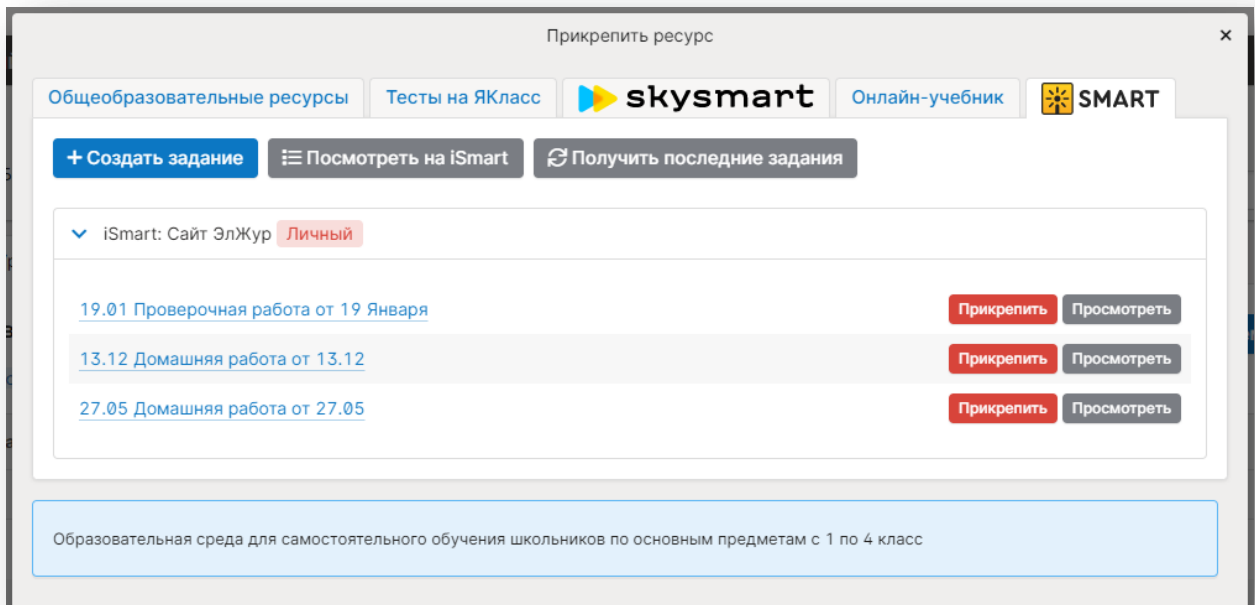 Прикрепить ресурс ×
Общеобразовательные ресурсы Тесты на ЯКласс skysmart Онлайн-учебник SMART
+ Создать задание Посмотреть на iSmart Получить последние задания
iSmart: Сайт ЭлЖур Личный
19.01 Проверочная работа от 19 Января Прикрепить Просмотреть
13.12 Домашняя работа от 13.12 Прикрепить Просмотреть
27.05 Домашняя работа от 27.05 Прикрепить Просмотреть
Образовательная среда для самостоятельного обучения школьников по основным предметам с 1 по 4 класс